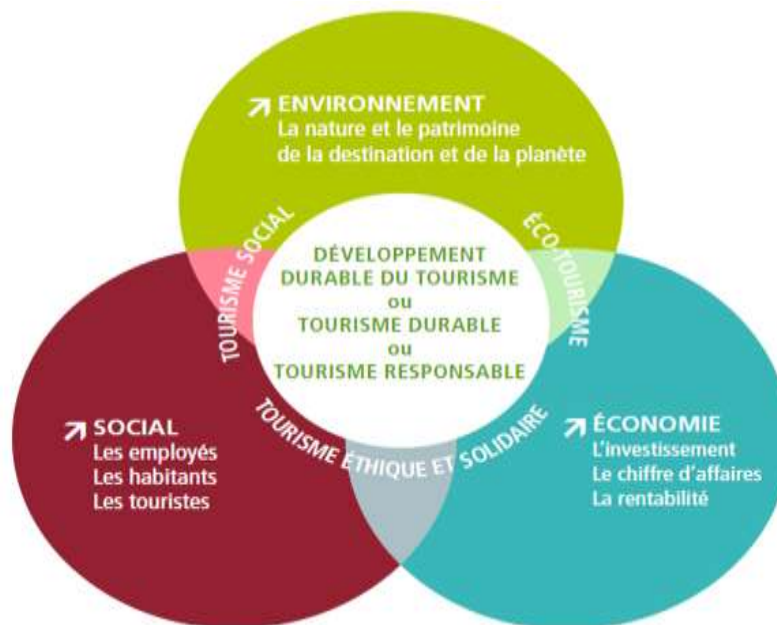 ENVIRONNEMENT
La nature et le patrimoine
de la destination et de la planète
TOURISME SOCIAL
ÉCO-TOURISME
DÉVELOPPEMENT
DURABLE DU TOURISME
ou
TOURISME DURABLE
ou
TOURISME RESPONSABLE
TOURISME ÉTHIQUE ET SOLIDAIRE
SOCIAL
Les employés
Les habitants
Les touristes
ÉCONOMIE
L'investissement
Le chiffre d'affaires
La rentabilité